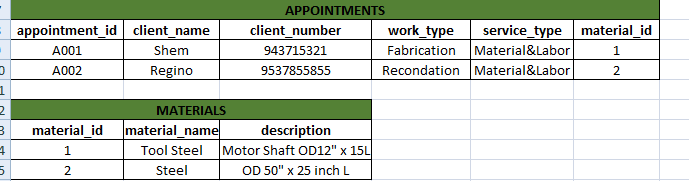 APPOINTMENTS
appointment_id client_name client_number work_type service_type material_id
A001 Shem 943715321 Fabrication Material&Labor 1
A002 Regino 9537855855 Recondation Material&Labor 2
MATERIALS
material_id material_name description
1 Tool Steel Motor Shaft OD12" x 15L
2 Steel OD 50" x 25 inch L